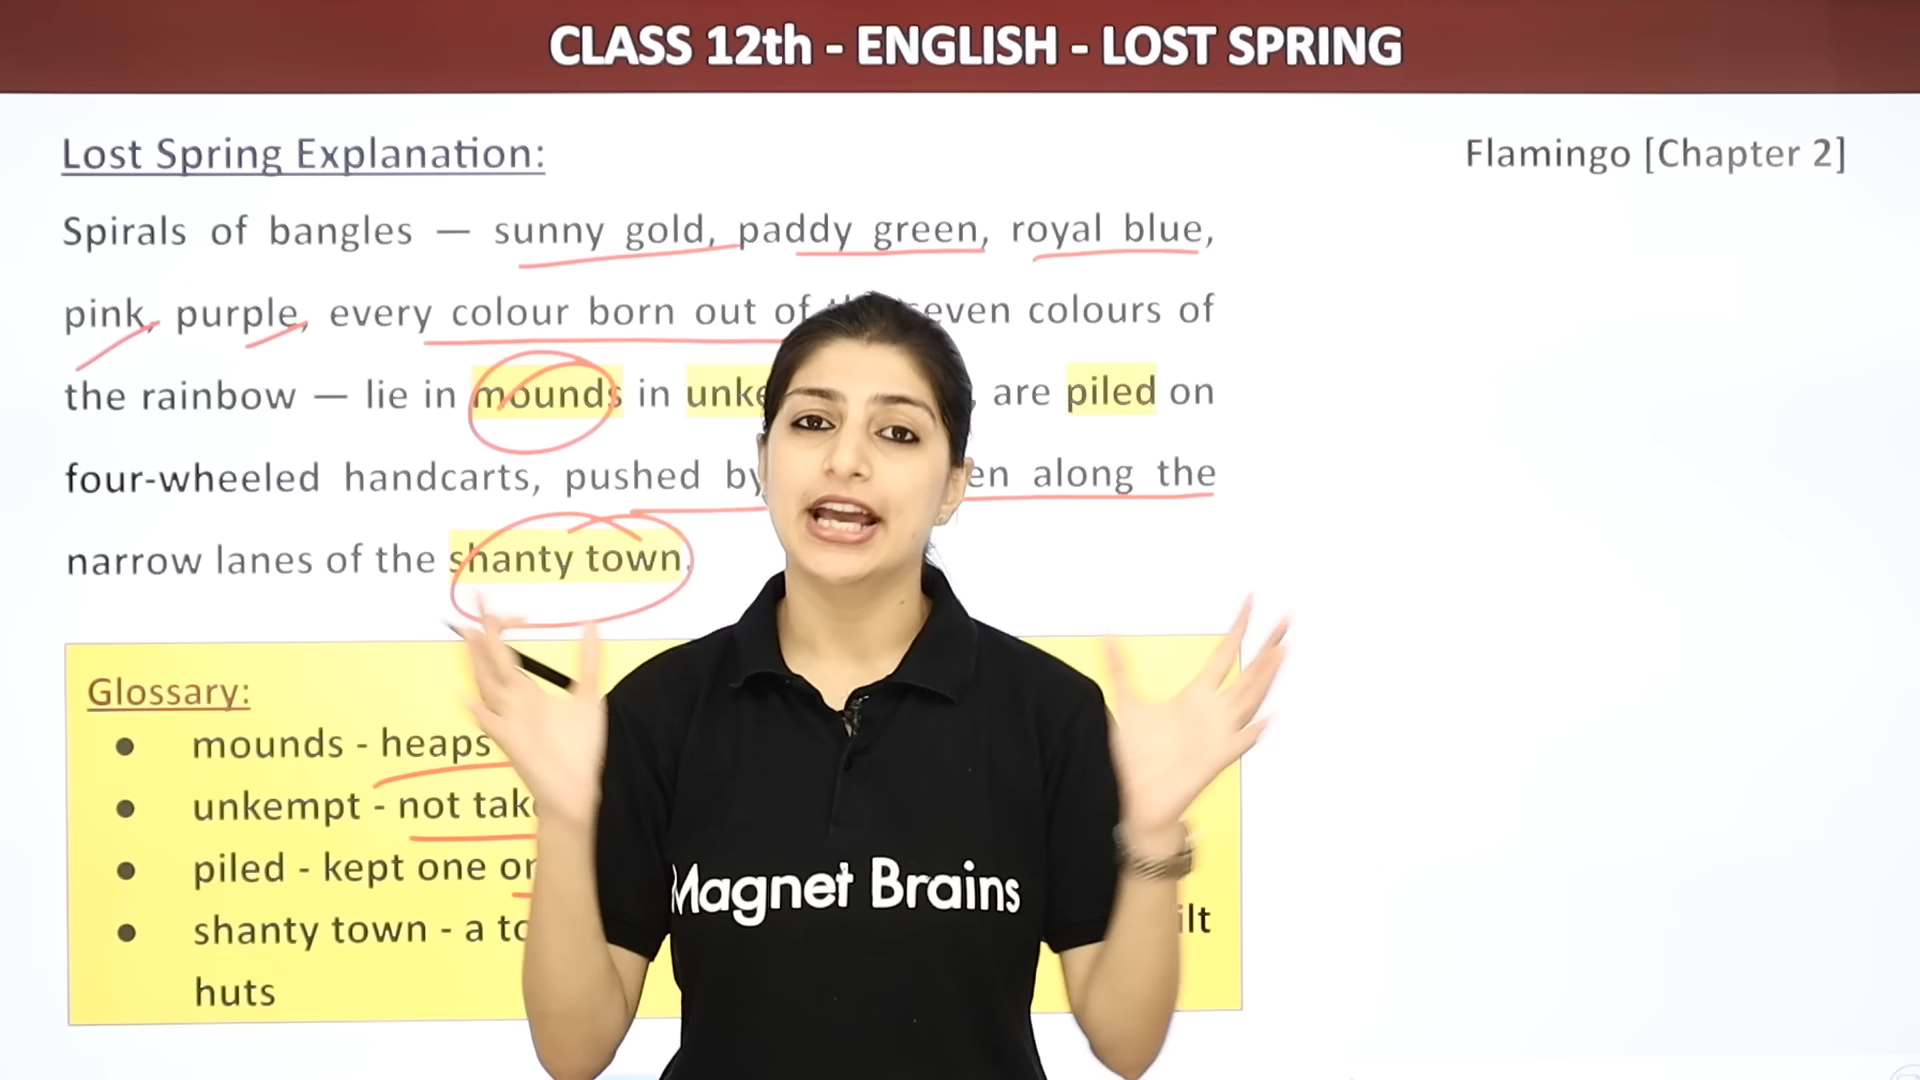 CLASS 12th - ENGLISH - LOST SPRING
Lost Spring Explanation:
Flamingo [Chapter 2]
Spirals of bangles — sunny gold, paddy green, royal blue,
pink, purple, every colour born out of seven colours of
the rainbow — lie in mounds in are piled on
four-wheeled handcarts, pushed by along the
narrow lanes of the shanty town.
Glossary:
● mounds - heaps
● unkempt - not
● piled - kept one
● shanty town - a
huts
Magnet Brains